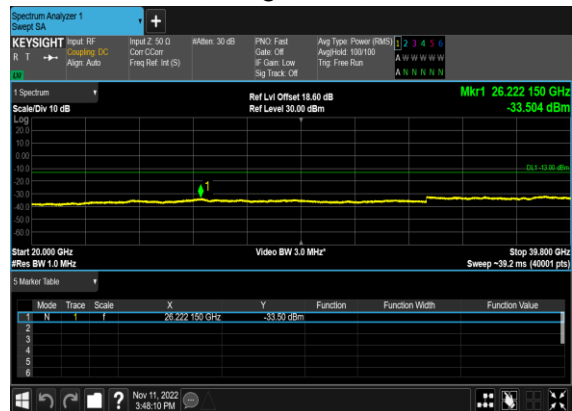 Spectrum Analyzer 1
Swept SA
+
KEYSIGHT Input: RF Input Z: 50 Ω #Atten: 30 dB PNO: Fast Avg Type: Power (RMS) 1 2 3 4 5 6
R T Coupling: DC Corr CCorr Gate: Off Avg|Hold: 100/100 A W W W W W
Align: Auto Freq Ref: Int (S) IF Gain: Low Trig: Free Run
Sig Track: Off A N N N N N
1 Spectrum Ref Lvl Offset 18.60 dB Mkr1 26.222 150 GHz
Scale/Div 10 dB Ref Level 30.00 dBm -33.504 dBm
Log
20.0
10.0
0.00
-10.0 DL1 -13.00 dBm
-20.0 1
-30.0
-40.0
-50.0
-60.0
Start 20.000 GHz Video BW 3.0 MHz* Stop 39.800 GHz
#Res BW 1.0 MHz Sweep ~39.2 ms (40001 pts)
5 Marker Table
Mode Trace Scale X Y Function Function Width Function Value
1 N 1 f 26.222 150 GHz -33.50 dBm
2
3
4
5
6
? Nov 11, 2022
3:48:10 PM